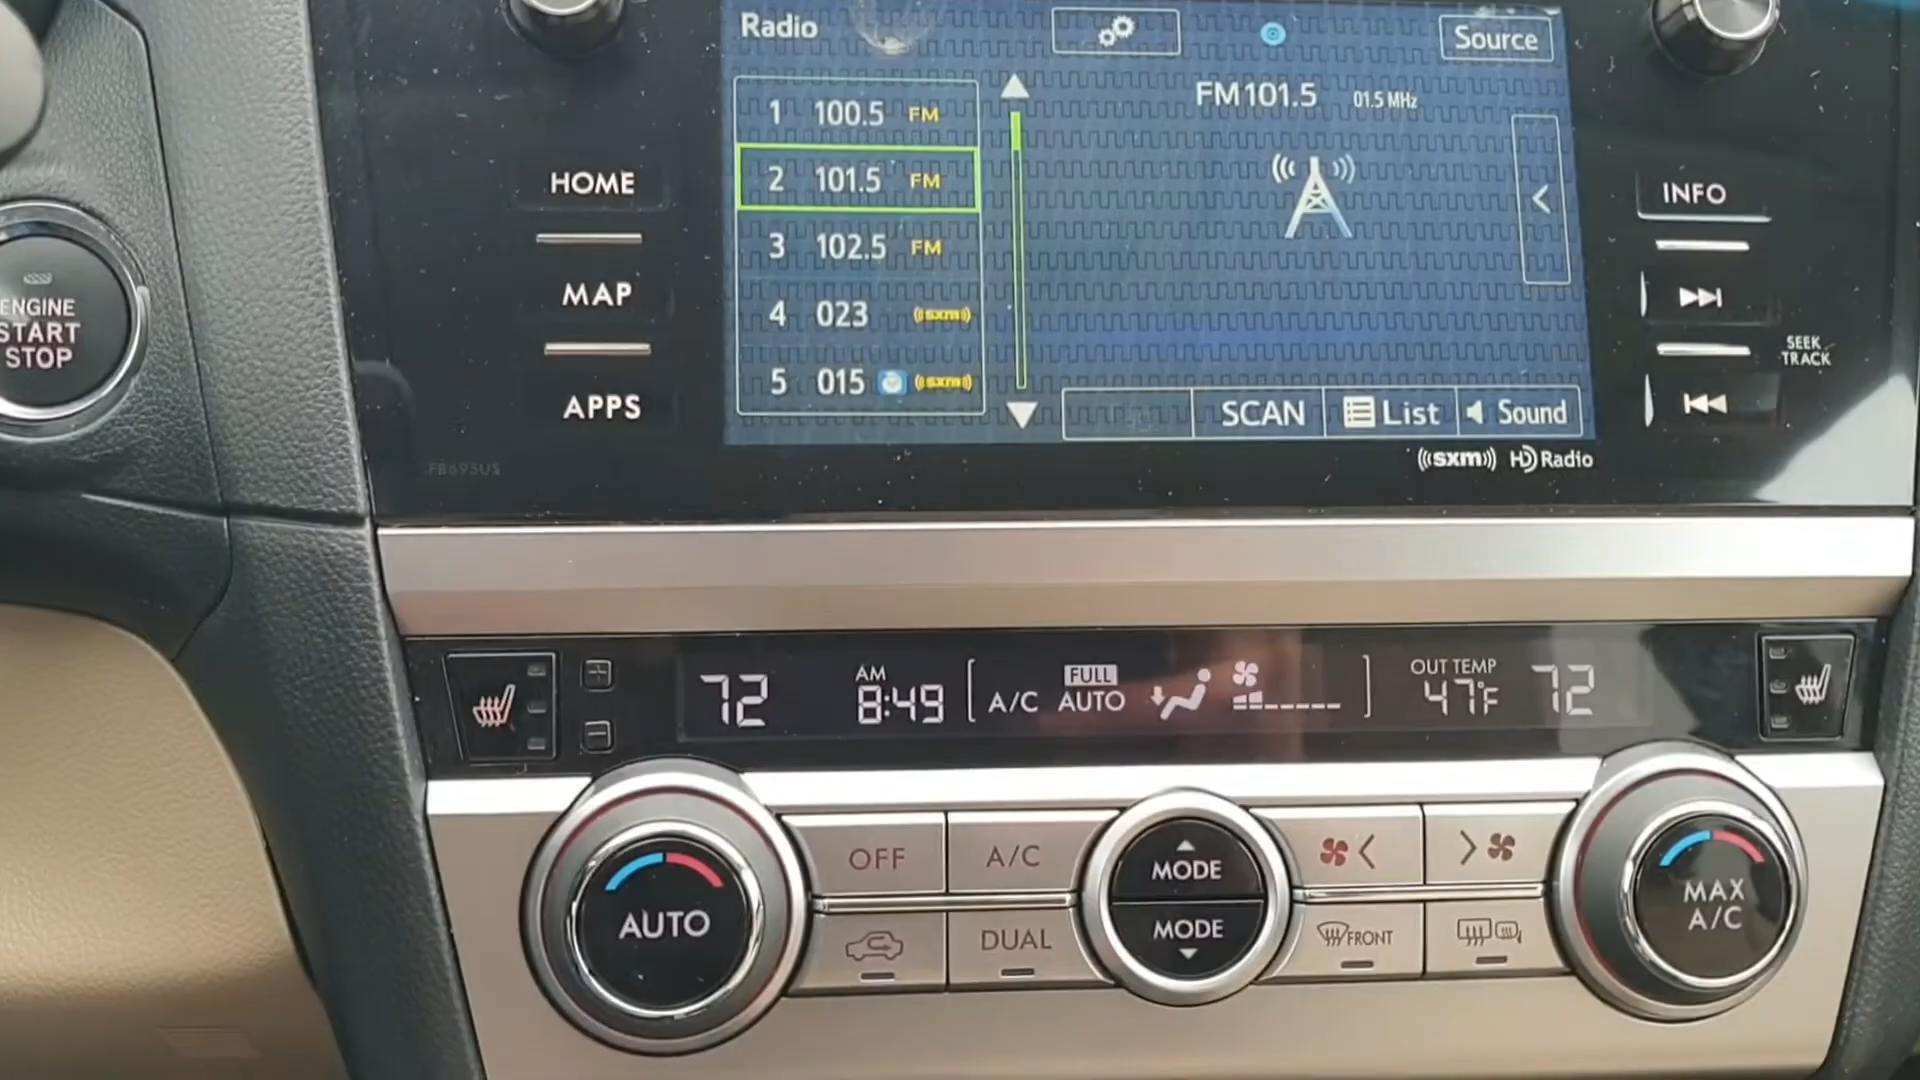 Radio
Source
1 100.5 FM
2 101.5 FM
3 102.5 FM
4 023 ((sxm))
5 015 ((sxm))
FM101.5 01.5 MHz
SCAN List Sound
((sxm)) HD Radio
HOME
MAP
APPS
INFO
SEEK
TRACK
ENGINE
START
STOP
FB695US
72
AM
8:49
A/C
FULL
AUTO
OUT TEMP
47°F
72
AUTO
OFF
A/C
DUAL
MODE
MODE
FRONT
MAX
A/C